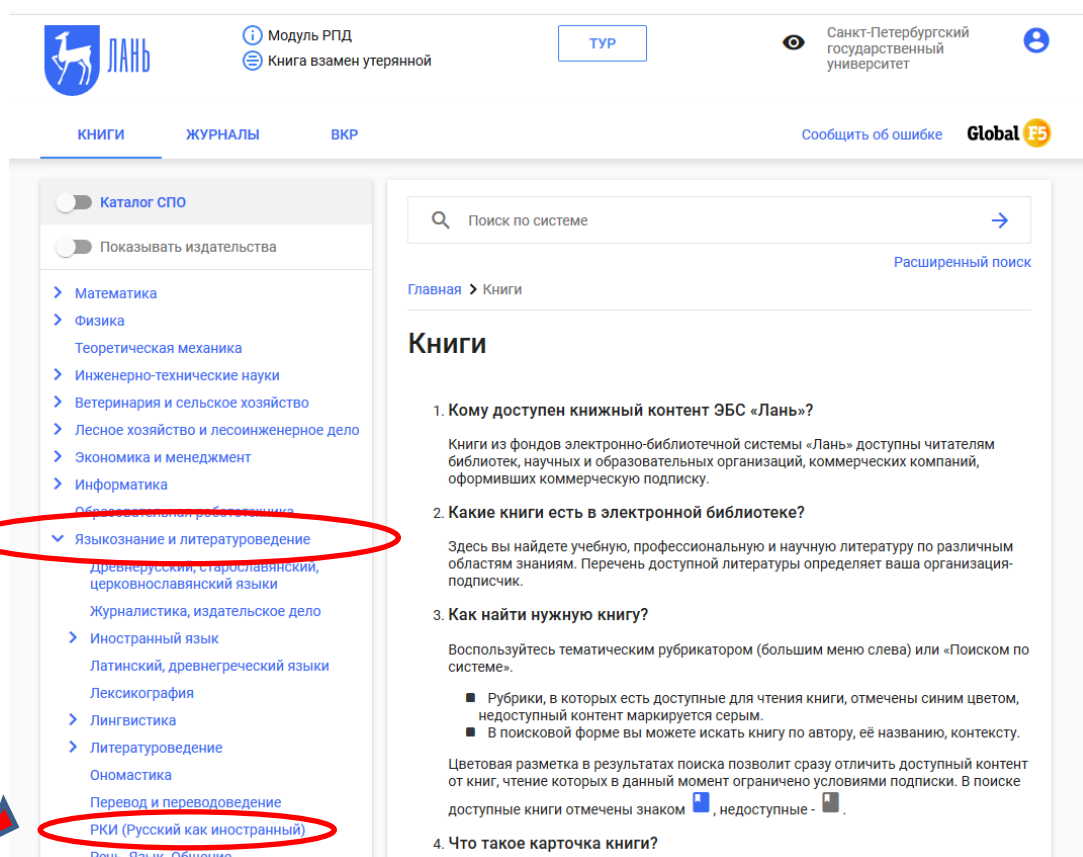 ЛАНЬ
Модуль РПД
Книга взамен утерянной
ТУР
Санкт-Петербургский
государственный
университет
КНИГИ
ЖУРНАЛЫ
ВКР
Сообщить об ошибке
Global F5
Каталог СПО
Показывать издательства
Математика
Физика
Теоретическая механика
Инженерно-технические науки
Ветеринария и сельское хозяйство
Лесное хозяйство и лесоинженерное дело
Экономика и менеджмент
Информатика
Образовательная робототехника
Языкознание и литературоведение
Древнерусский, старославянский,
церковнославянский языки
Журналистика, издательское дело
Иностранный язык
Латинский, древнегреческий языки
Лексикография
Лингвистика
Литературоведение
Ономастика
Перевод и переводоведение
РКИ (Русский как иностранный)
Речь. Язык. Общение
Поиск по системе
Расширенный поиск
Главная > Книги
Книги
1. Кому доступен книжный контент ЭБС «Лань»?
Книги из фондов электронно-библиотечной системы «Лань» доступны читателям
библиотек, научных и образовательных организаций, коммерческих компаний,
оформивших коммерческую подписку.
2. Какие книги есть в электронной библиотеке?
Здесь вы найдете учебную, профессиональную и научную литературу по различным
областям знаниям. Перечень доступной литературы определяет ваша организация-
подписчик.
3. Как найти нужную книгу?
Воспользуйтесь тематическим рубрикатором (большим меню слева) или «Поиском по
системе».
Рубрики, в которых есть доступные для чтения книги, отмечены синим цветом,
недоступный контент маркируется серым.
В поисковой форме вы можете искать книгу по автору, её названию, контексту.
Цветовая разметка в результатах поиска позволит сразу отличить доступный контент
от книг, чтение которых в данный момент ограничено условиями подписки. В поиске
доступные книги отмечены знаком , недоступные - .
4. Что такое карточка книги?